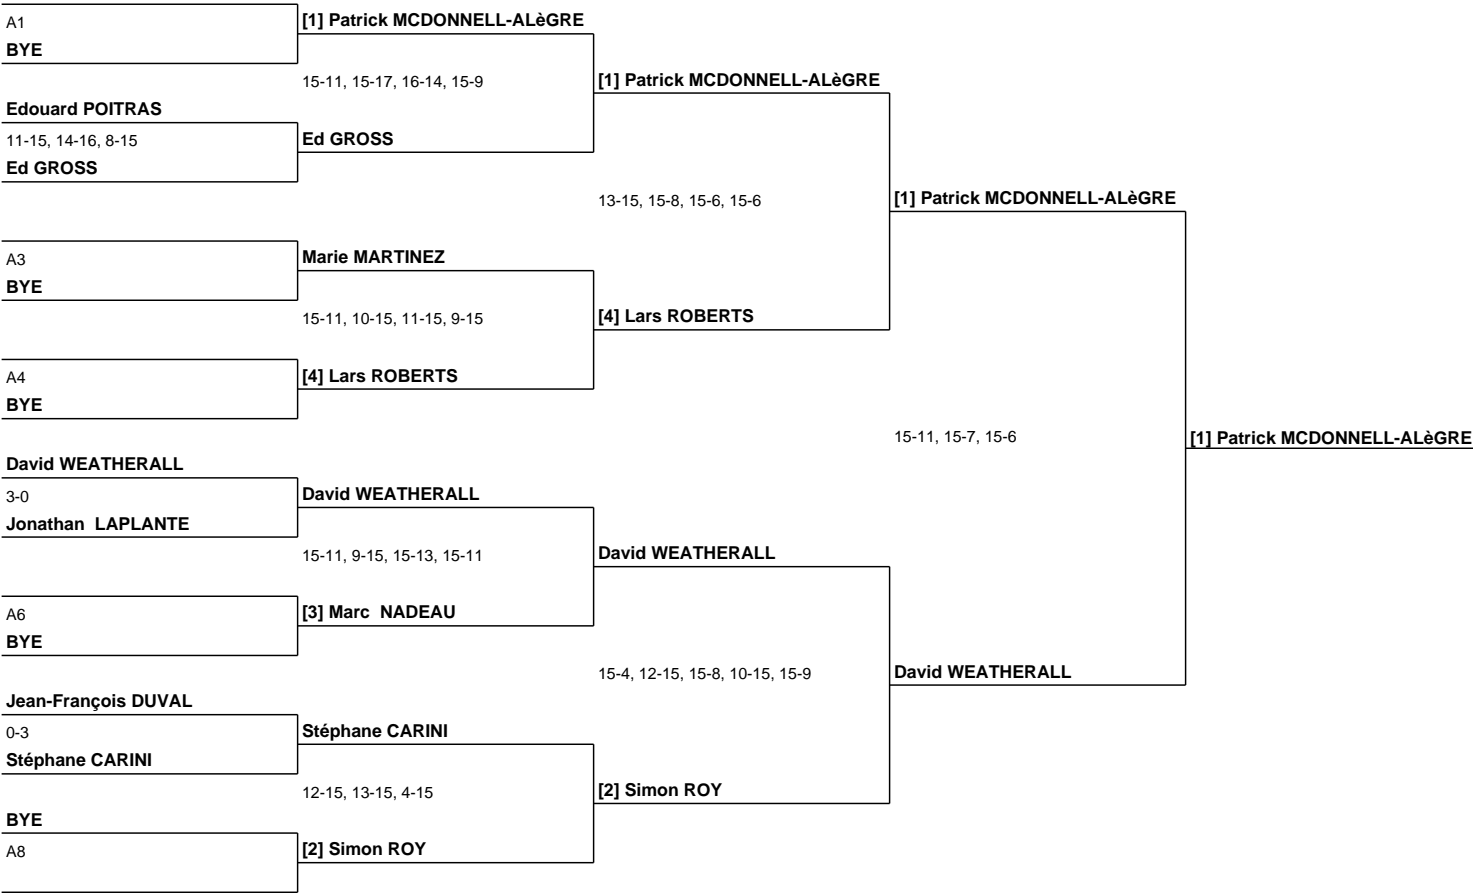 A1
BYE
[1] Patrick MCDONNELL-ALèGRE
15-11, 15-17, 16-14, 15-9
[1] Patrick MCDONNELL-ALèGRE
Edouard POITRAS
11-15, 14-16, 8-15
Ed GROSS
Ed GROSS
13-15, 15-8, 15-6, 15-6
[1] Patrick MCDONNELL-ALèGRE
A3
BYE
Marie MARTINEZ
15-11, 10-15, 11-15, 9-15
[4] Lars ROBERTS
A4
BYE
[4] Lars ROBERTS
15-11, 15-7, 15-6
[1] Patrick MCDONNELL-ALèGRE
David WEATHERALL
3-0
Jonathan  LAPLANTE
David WEATHERALL
15-11, 9-15, 15-13, 15-11
David WEATHERALL
A6
BYE
[3] Marc  NADEAU
15-4, 12-15, 15-8, 10-15, 15-9
David WEATHERALL
Jean-François DUVAL
0-3
Stéphane CARINI
Stéphane CARINI
12-15, 13-15, 4-15
[2] Simon ROY
BYE
A8
[2] Simon ROY